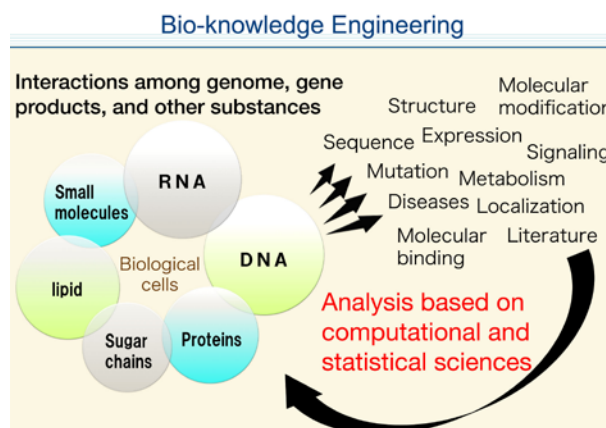 Bio-knowledge Engineering
Interactions among genome, gene
products, and other substances
Molecular
modification
Structure
Sequence
Expression
Signaling
Mutation
Metabolism
Diseases
Localization
Molecular
binding
Literature
RNA
Small
molecules
DNA
Biological
cells
lipid
Sugar
chains
Proteins
Analysis based on
computational and
statistical sciences